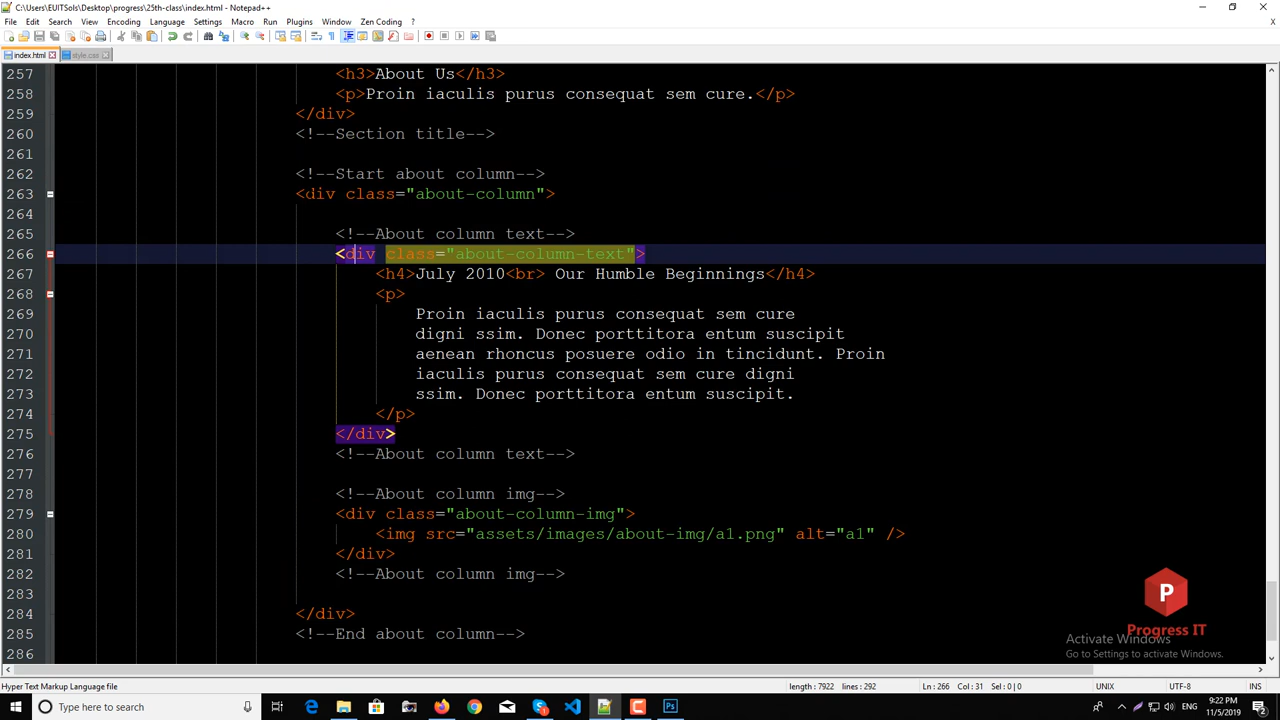 C:\Users\EUITSols\Desktop\progress\25th-class\index.html - Notepad++
File Edit Search View Encoding Language Settings Macro Run Plugins Window Zen Coding ?
index.html style.css
257 <h3>About Us</h3>
258 <p>Proin iaculis purus consequat sem cure.</p>
259 </div>
260 <!--Section title-->
261
262 <!--Start about column-->
263 <div class="about-column">
264
265 <!--About column text-->
266 <div class="about-column-text">
267 <h4>July 2010<br> Our Humble Beginnings</h4>
268 <p>
269 Proin iaculis purus consequat sem cure
270 digni ssim. Donec porttitora entum suscipit
271 aenean rhoncus posuere odio in tincidunt. Proin
272 iaculis purus consequat sem cure digni
273 ssim. Donec porttitora entum suscipit.
274 </p>
275 </div>
276 <!--About column text-->
277
278 <!--About column img-->
279 <div class="about-column-img">
280 <img src="assets/images/about-img/a1.png" alt="a1" />
281 </div>
282 <!--About column img-->
283
284 </div>
285 <!--End about column-->
286
P
Progress IT
Activate Windows
Go to Settings to activate Windows.
Hyper Text Markup Language file length : 7922 lines : 292 Ln : 266 Col : 31 Sel : 0 | 0 UNIX UTF-8 INS
Type here to search ENG 9:22 PM
11/5/2019 2